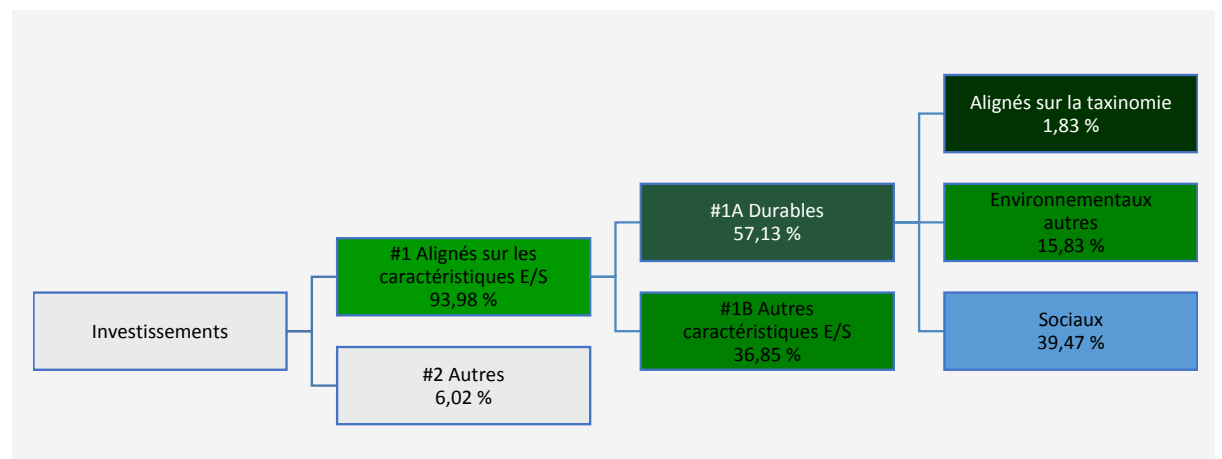 Investissements
#1 Alignés sur les
caractéristiques E/S
93,98 %
#2 Autres
6,02 %
#1A Durables
57,13 %
#1B Autres
caractéristiques E/S
36,85 %
Alignés sur la taxinomie
1,83 %
Environnementaux
autres
15,83 %
Sociaux
39,47 %